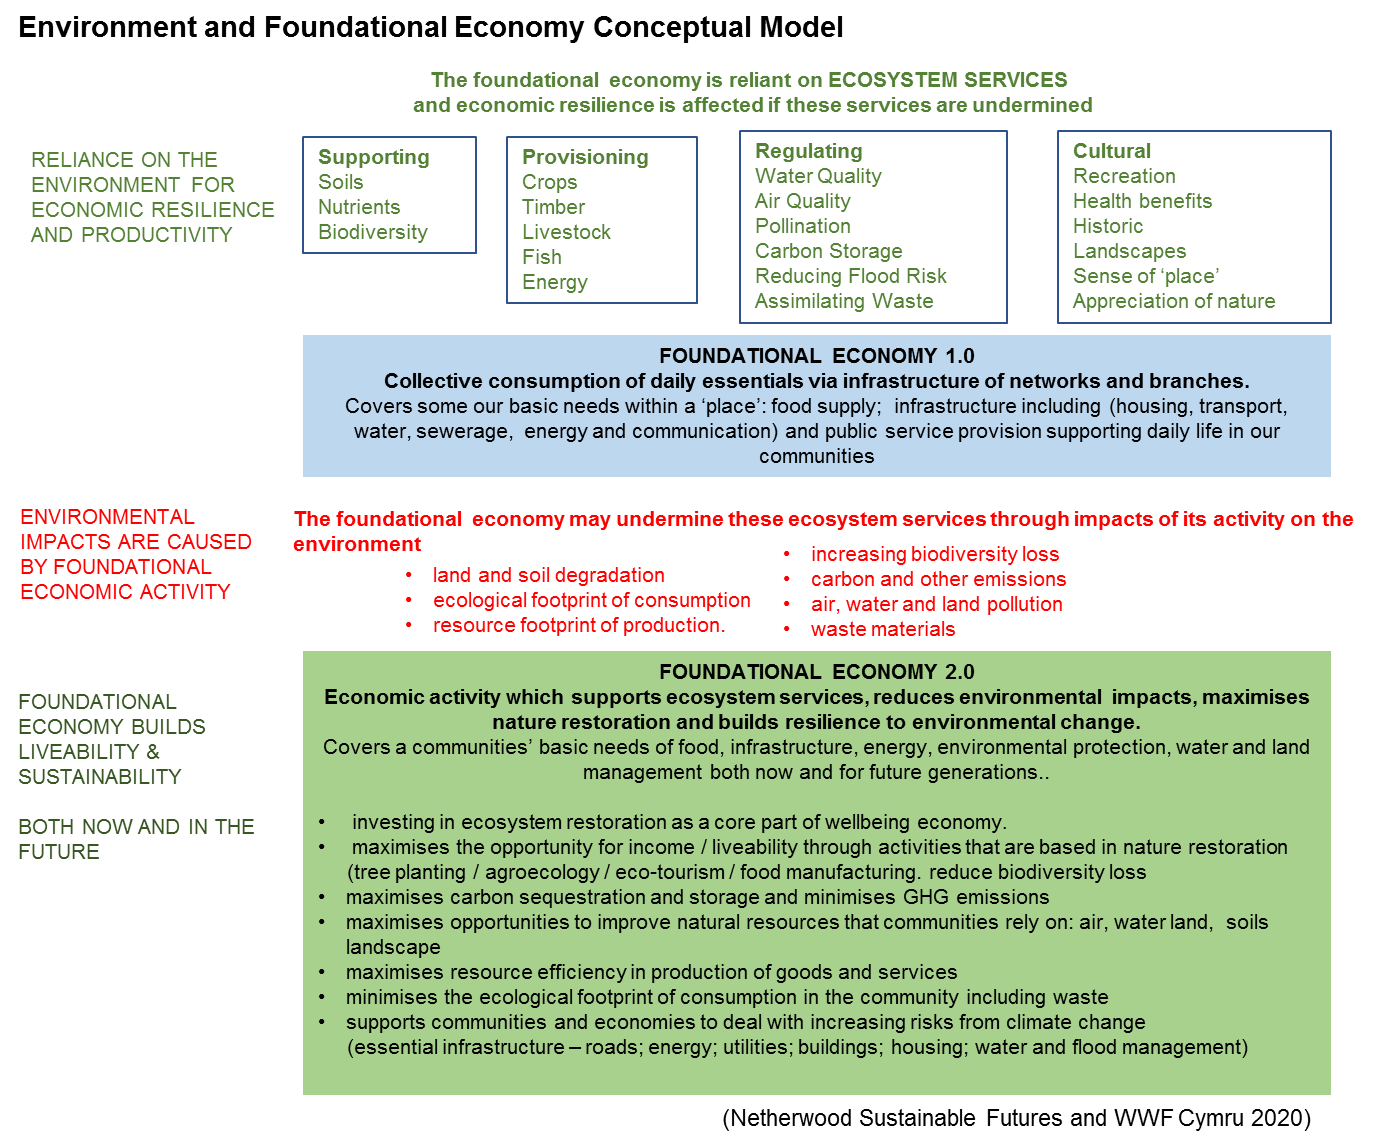 Environment and Foundational Economy Conceptual Model
The foundational economy is reliant on ECOSYSTEM SERVICES
and economic resilience is affected if these services are undermined
RELIANCE ON THE
ENVIRONMENT FOR
ECONOMIC RESILIENCE
AND PRODUCTIVITY
Supporting
Soils
Nutrients
Biodiversity
Provisioning
Crops
Timber
Livestock
Fish
Energy
Regulating
Water Quality
Air Quality
Pollination
Carbon Storage
Reducing Flood Risk
Assimilating Waste
Cultural
Recreation
Health benefits
Historic
Landscapes
Sense of ‘place’
Appreciation of nature
FOUNDATIONAL ECONOMY 1.0
Collective consumption of daily essentials via infrastructure of networks and branches.
Covers some our basic needs within a ‘place’: food supply; infrastructure including (housing, transport,
water, sewerage, energy and communication) and public service provision supporting daily life in our
communities
ENVIRONMENTAL
IMPACTS ARE CAUSED
BY FOUNDATIONAL
ECONOMIC ACTIVITY
The foundational economy may undermine these ecosystem services through impacts of its activity on the
environment
• land and soil degradation
• ecological footprint of consumption
• resource footprint of production.
• increasing biodiversity loss
• carbon and other emissions
• air, water and land pollution
• waste materials
FOUNDATIONAL
ECONOMY BUILDS
LIVEABILITY &
SUSTAINABILITY
BOTH NOW AND IN THE
FUTURE
FOUNDATIONAL ECONOMY 2.0
Economic activity which supports ecosystem services, reduces environmental impacts, maximises
nature restoration and builds resilience to environmental change.
Covers a communities’ basic needs of food, infrastructure, energy, environmental protection, water and land
management both now and for future generations..
• investing in ecosystem restoration as a core part of wellbeing economy.
• maximises the opportunity for income / liveability through activities that are based in nature restoration
(tree planting / agroecology / eco-tourism / food manufacturing. reduce biodiversity loss
• maximises carbon sequestration and storage and minimises GHG emissions
• maximises opportunities to improve natural resources that communities rely on: air, water land, soils
landscape
• maximises resource efficiency in production of goods and services
• minimises the ecological footprint of consumption in the community including waste
• supports communities and economies to deal with increasing risks from climate change
(essential infrastructure – roads; energy; utilities; buildings; housing; water and flood management)
(Netherwood Sustainable Futures and WWF Cymru 2020)